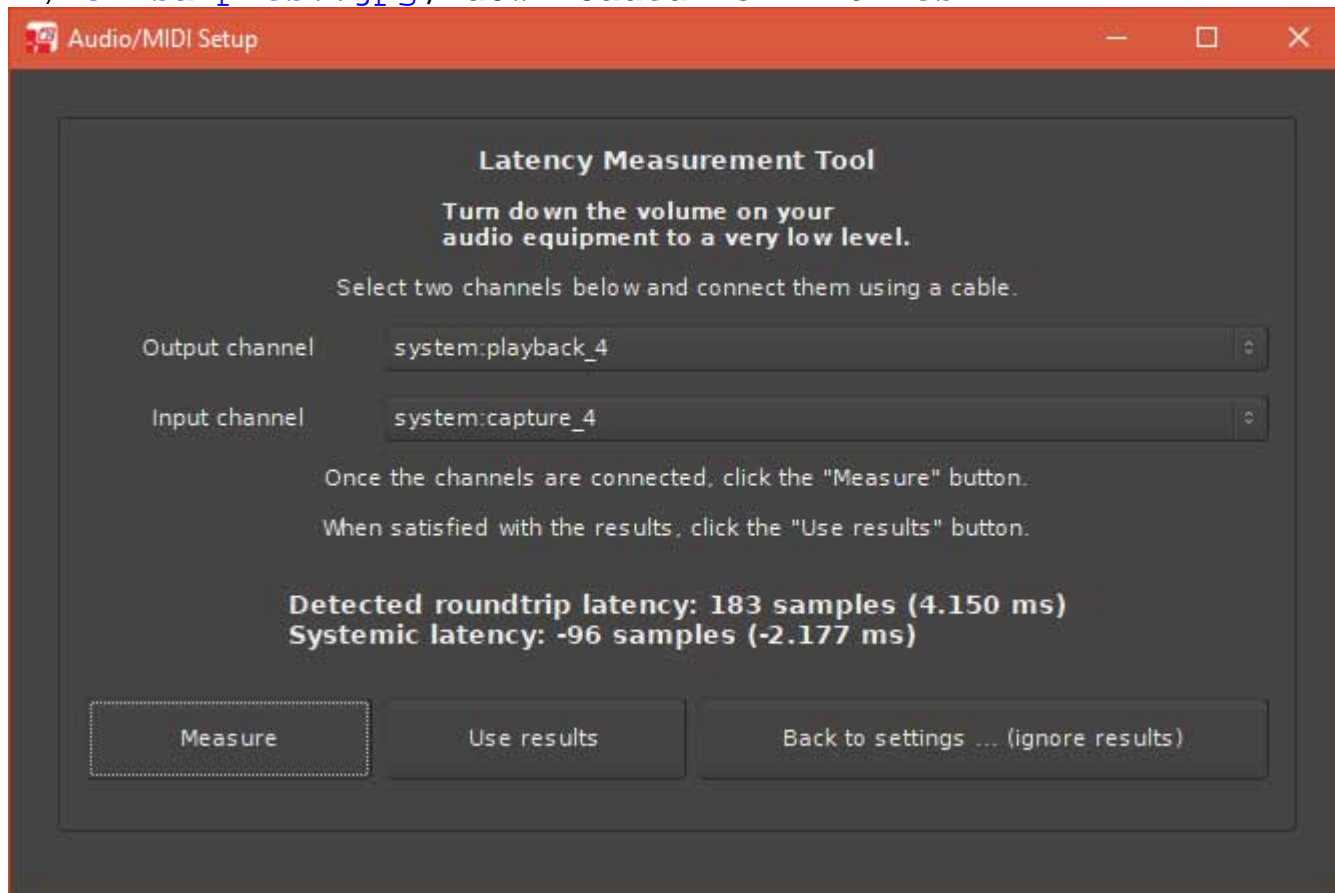 Audio/MIDI Setup
Latency Measurement Tool
Turn down the volume on your
audio equipment to a very low level.
Select two channels below and connect them using a cable.
Output channel system:playback_4
Input channel system:capture_4
Once the channels are connected, click the "Measure" button.
When satisfied with the results, click the "Use results" button.
Detected roundtrip latency: 183 samples (4.150 ms)
Systemic latency: -96 samples (-2.177 ms)
Measure Use results Back to settings ... (ignore results)